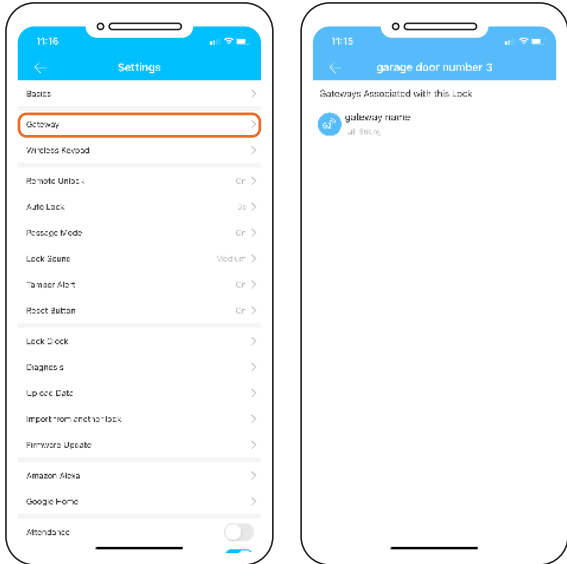 11:16
Settings
Basics
Gateway
Wireless Keypad
Remote Unlock On
Auto Lock 2s
Passage Mode On
Lock Sound Medium
Tamper Alert On
Reset Button On
Lock Clock
Diagnosis
Upload Data
Import from another lock
Firmware Update
Amazon Alexa
Google Home
Attendance
11:15
garage door number 3
Gateways Associated with this Lock
G2
gateway name
Strong